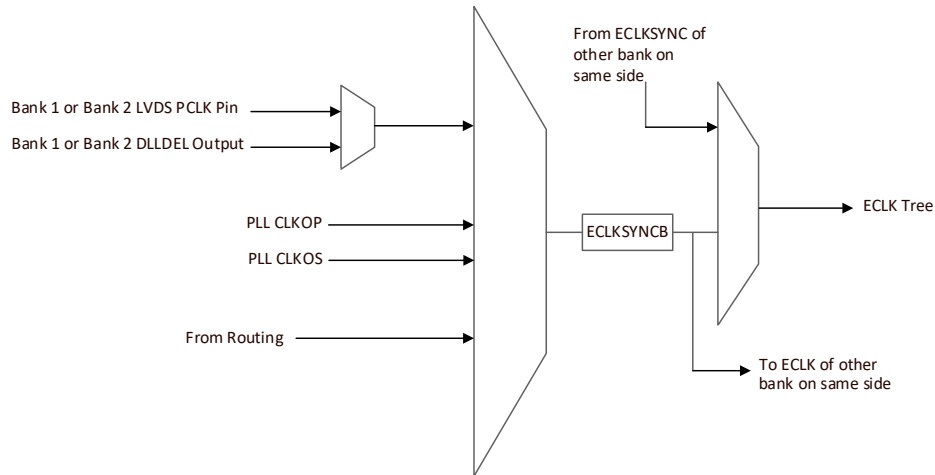 From ECLKSYNC of
other bank on
same side
Bank 1 or Bank 2 LVDS PCLK Pin
Bank 1 or Bank 2 DLLDEL Output
ECLK Tree
PLL CLKOP
ECLKSYNCB
PLL CLKOS
From Routing
To ECLK of other
bank on same side